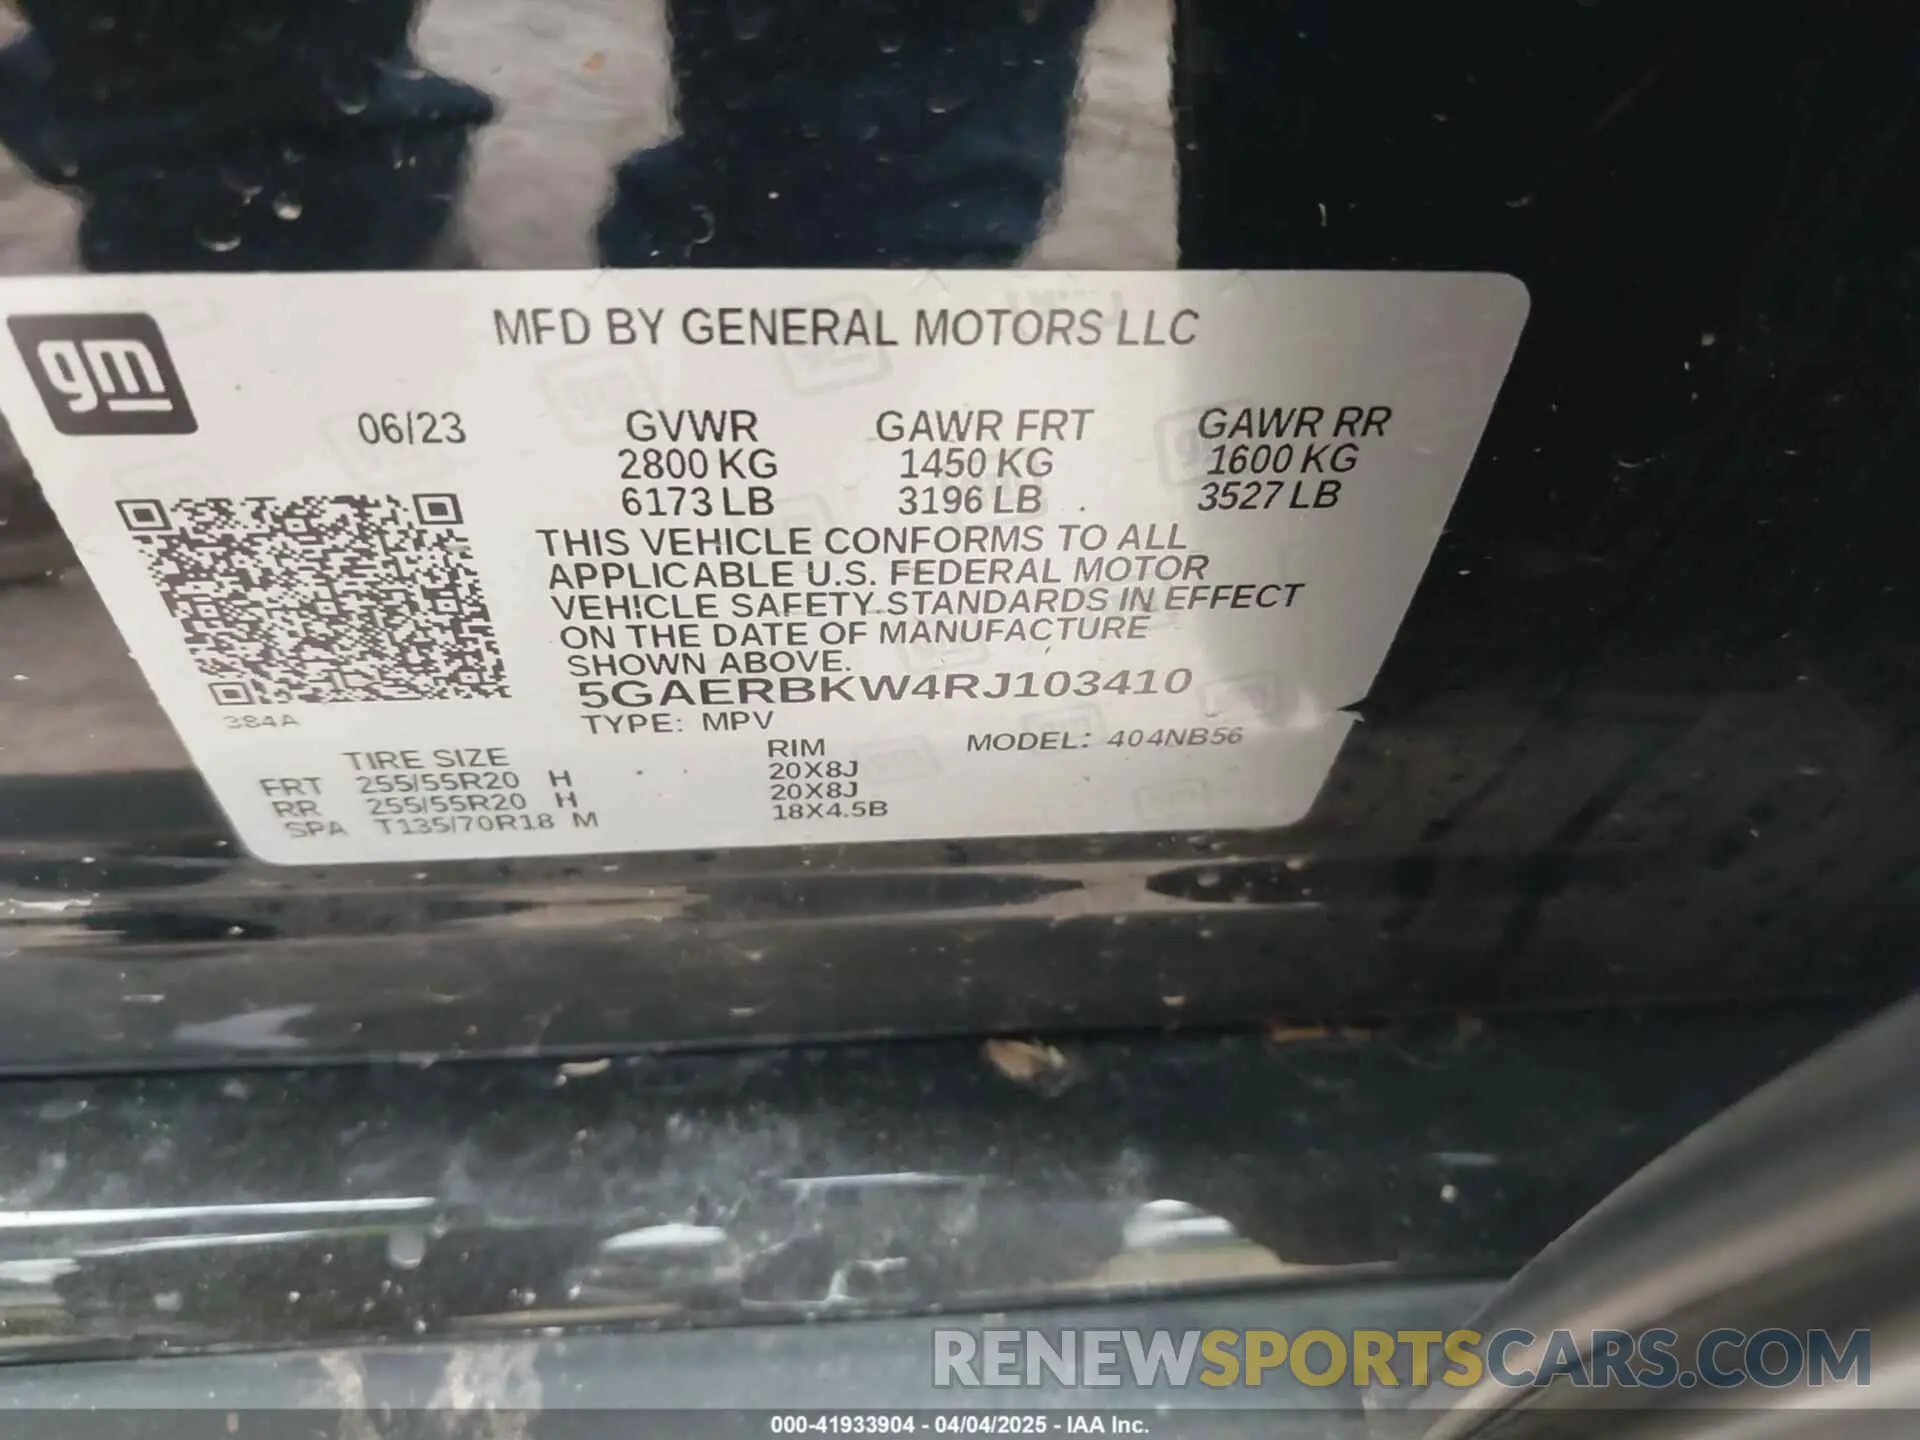 gm
MFD BY GENERAL MOTORS LLC
06/23 GVWR GAWR FRT GAWR RR
2800 KG 1450 KG 1600 KG
6173 LB 3196 LB 3527 LB
THIS VEHICLE CONFORMS TO ALL
APPLICABLE U.S. FEDERAL MOTOR
VEHICLE SAFETY STANDARDS IN EFFECT
ON THE DATE OF MANUFACTURE
SHOWN ABOVE.
5GAERBKW4RJ103410
384A TYPE: MPV
TIRE SIZE RIM MODEL: 404NB56
FRT 255/55R20 H 20X8J
RR 255/55R20 H 20X8J
SPA T135/70R18 M 18X4.5B
RENEWSPORTSCARS.COM
000-41933904 - 04/04/2025 - IAA Inc.